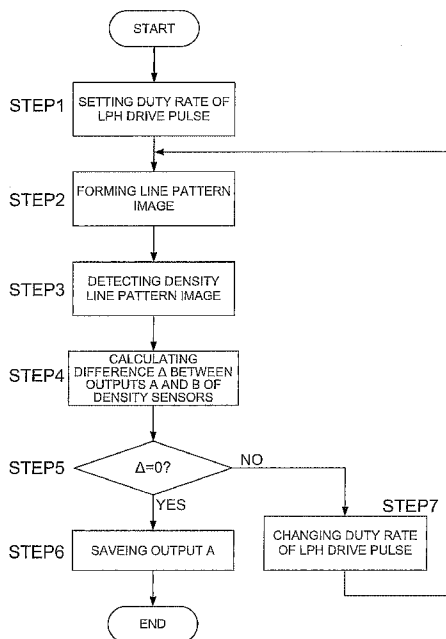 START
STEP1
SETTING DUTY RATE OF
LPH DRIVE PULSE
STEP2
FORMING LINE PATTERN
IMAGE
STEP3
DETECTING DENSITY
LINE PATTERN IMAGE
STEP4
CALCULATING
DIFFERENCE Δ BETWEEN
OUTPUTS A AND B OF
DENSITY SENSORS
STEP5
Δ=0?
NO
YES
STEP7
CHANGING DUTY RATE
OF LPH DRIVE PULSE
STEP6
SAVEING OUTPUT A
END